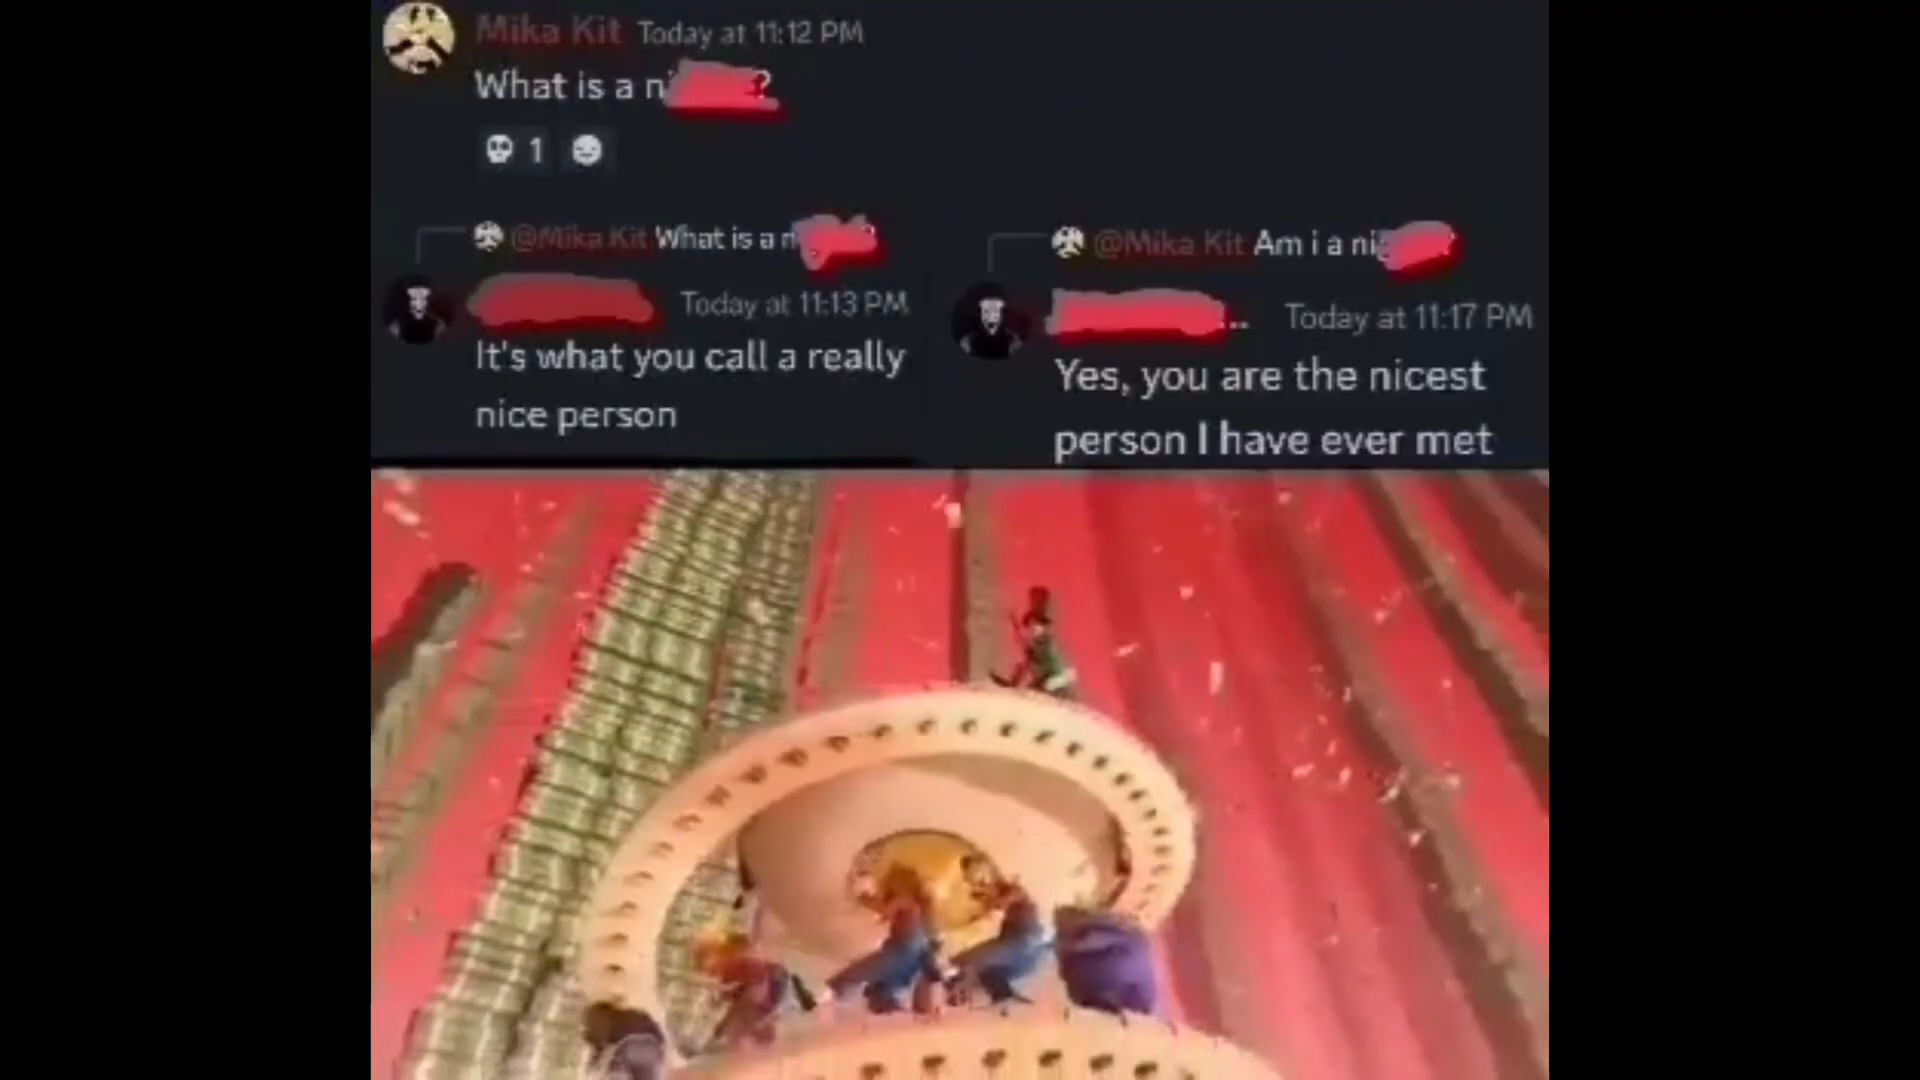 Mika Kit Today at 11:12 PM
What is a ni ?
1
@Mika Kit What is a n
Today at 11:13 PM
It's what you call a really
nice person
@Mika Kit Am i a ni
... Today at 11:17 PM
Yes, you are the nicest
person I have ever met